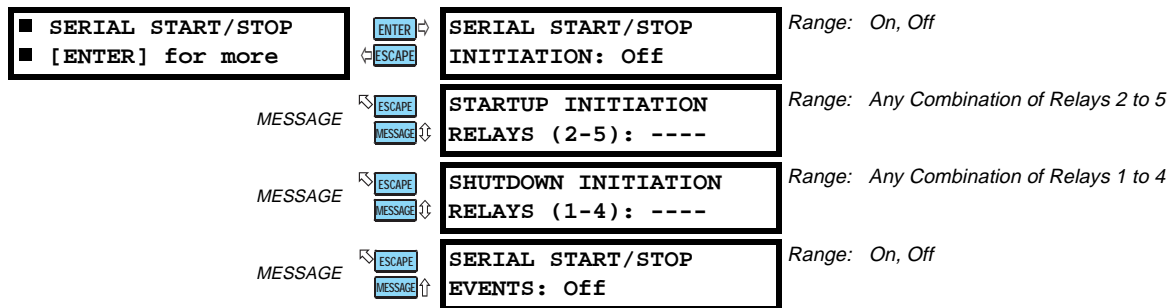 ■ SERIAL START/STOP
■ [ENTER] for more
ENTER
ESCAPE
SERIAL START/STOP
INITIATION: Off
Range: On, Off
MESSAGE
ESCAPE
MESSAGE
STARTUP INITIATION
RELAYS (2-5): ----
Range: Any Combination of Relays 2 to 5
MESSAGE
ESCAPE
MESSAGE
SHUTDOWN INITIATION
RELAYS (1-4): ----
Range: Any Combination of Relays 1 to 4
MESSAGE
ESCAPE
MESSAGE
SERIAL START/STOP
EVENTS: Off
Range: On, Off